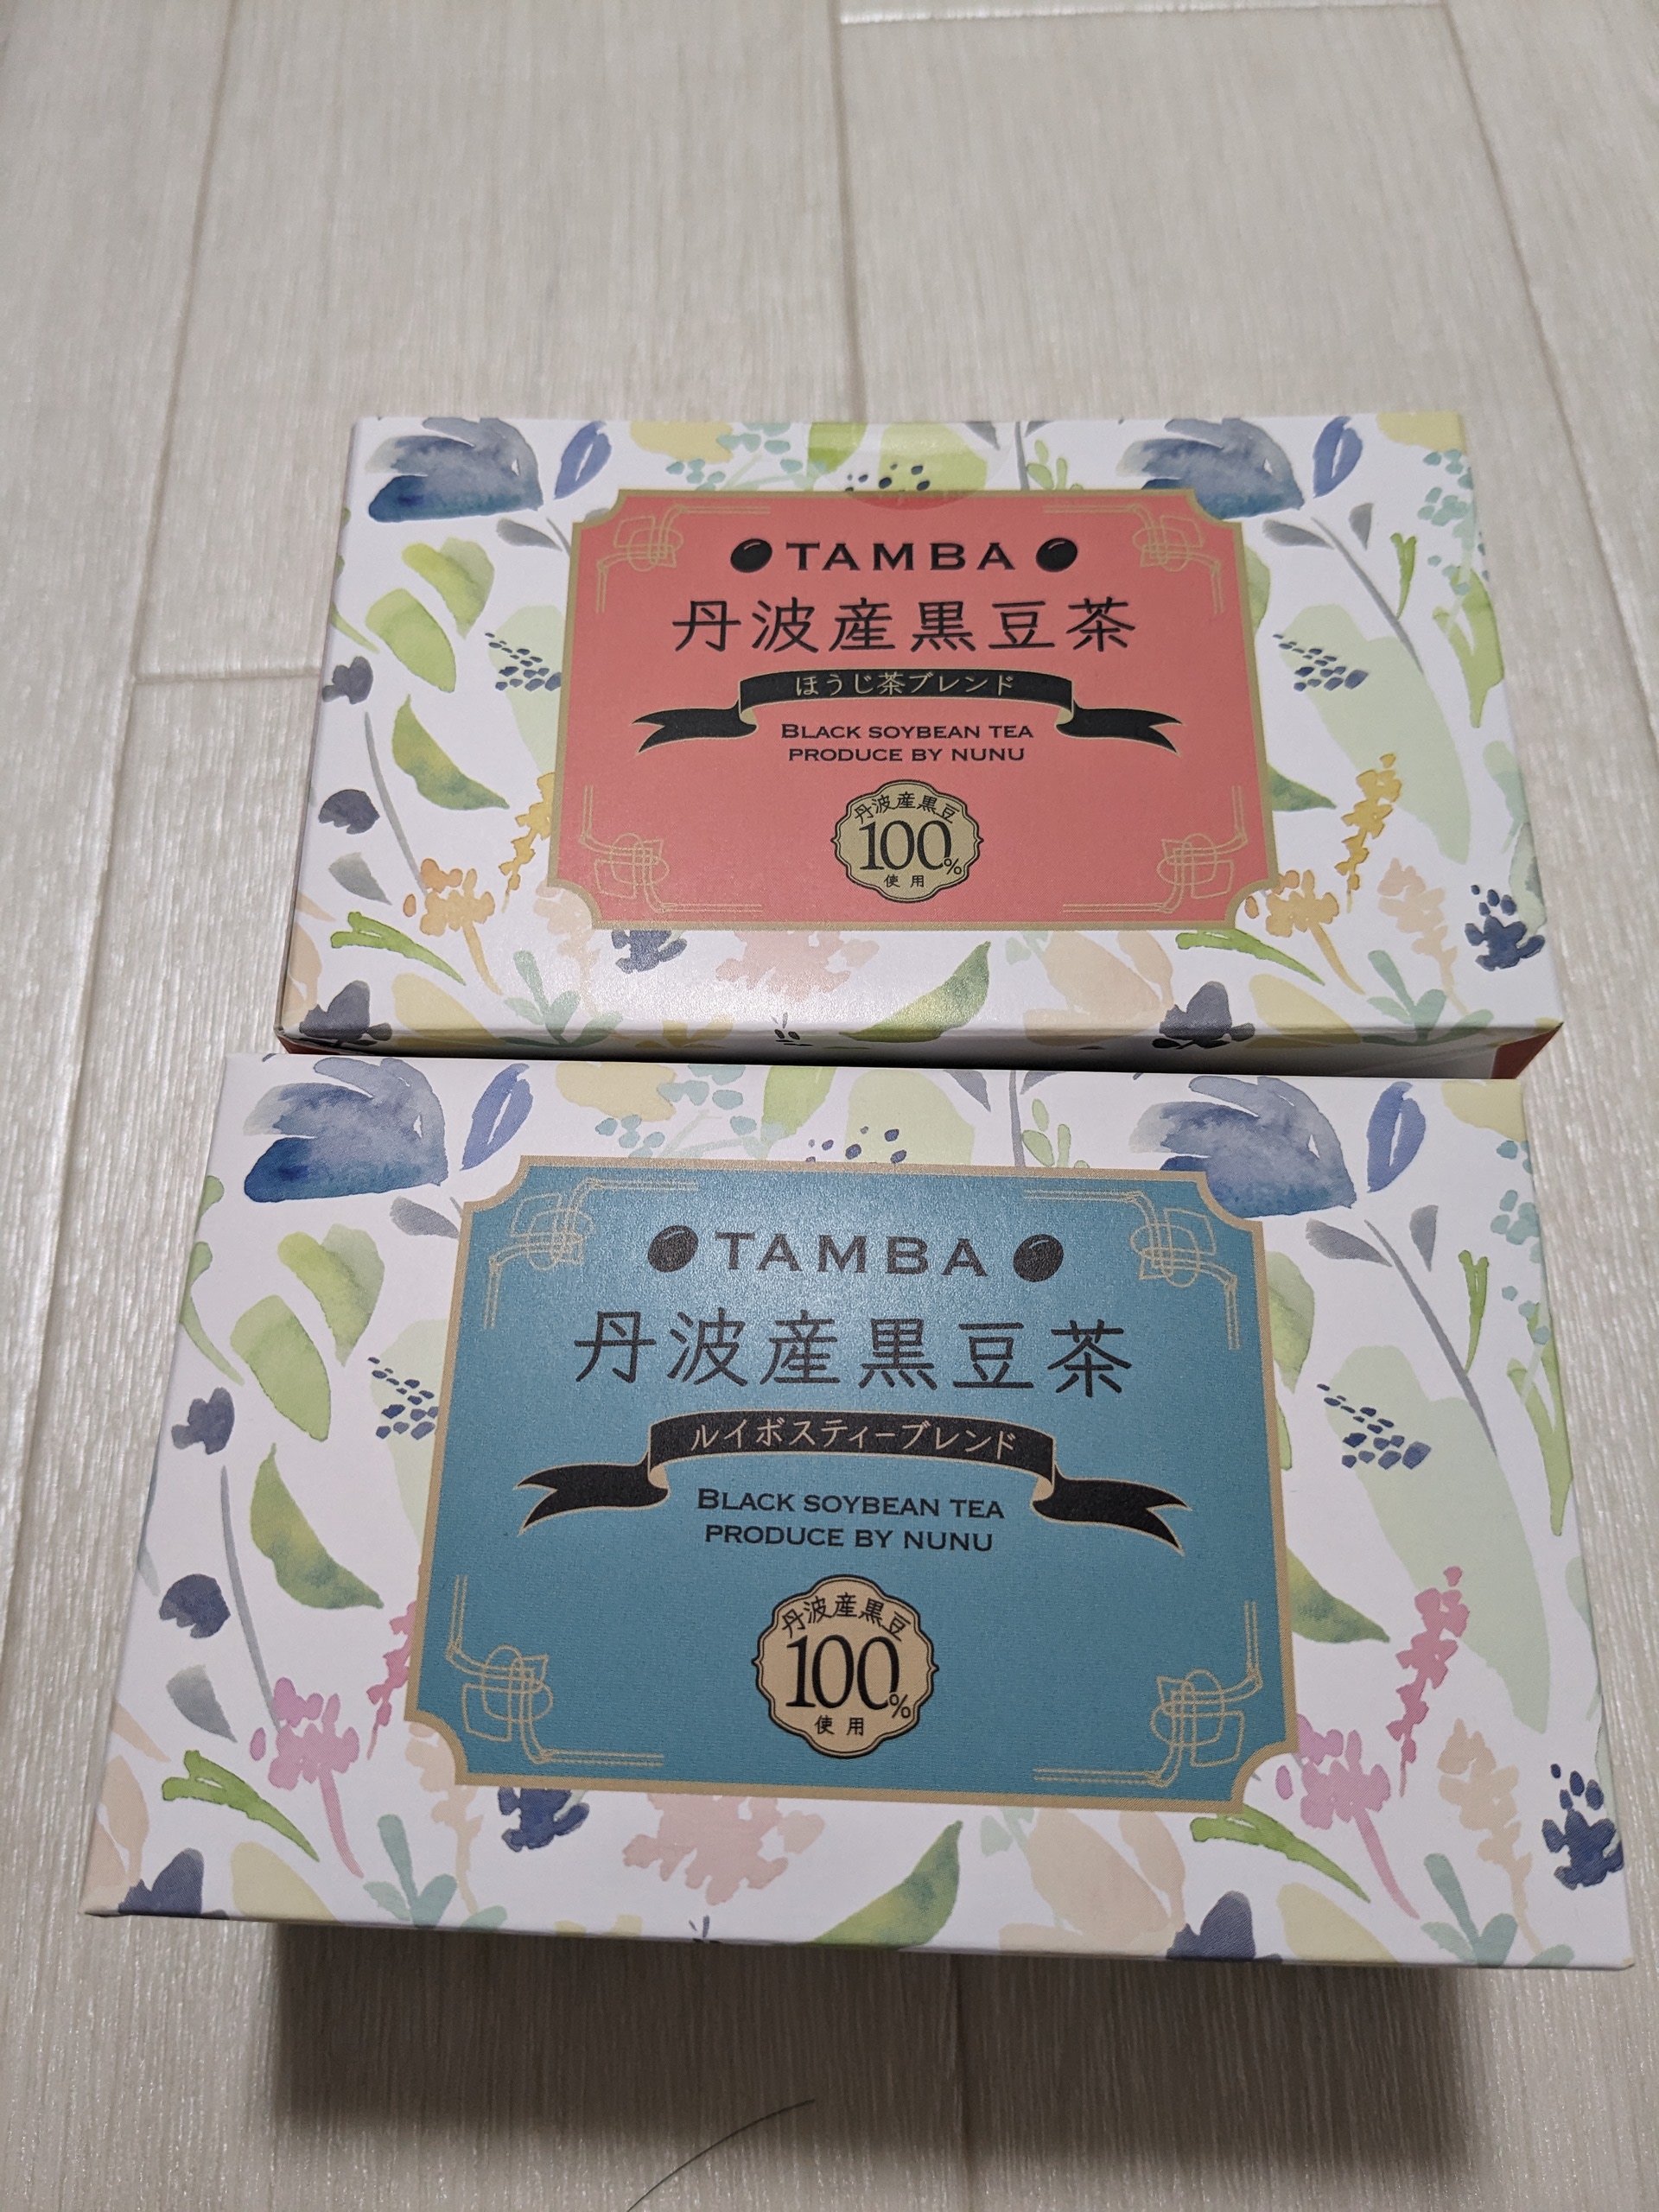 TAMBA
丹波産黒豆茶
ほうじ茶ブレンド
BLACK SOYBEAN TEA
PRODUCE BY NUNU
丹波産黒豆
100%
使用
TAMBA
丹波産黒豆茶
ルイボスティーブレンド
BLACK SOYBEAN TEA
PRODUCE BY NUNU
丹波産黒豆
100%
使用